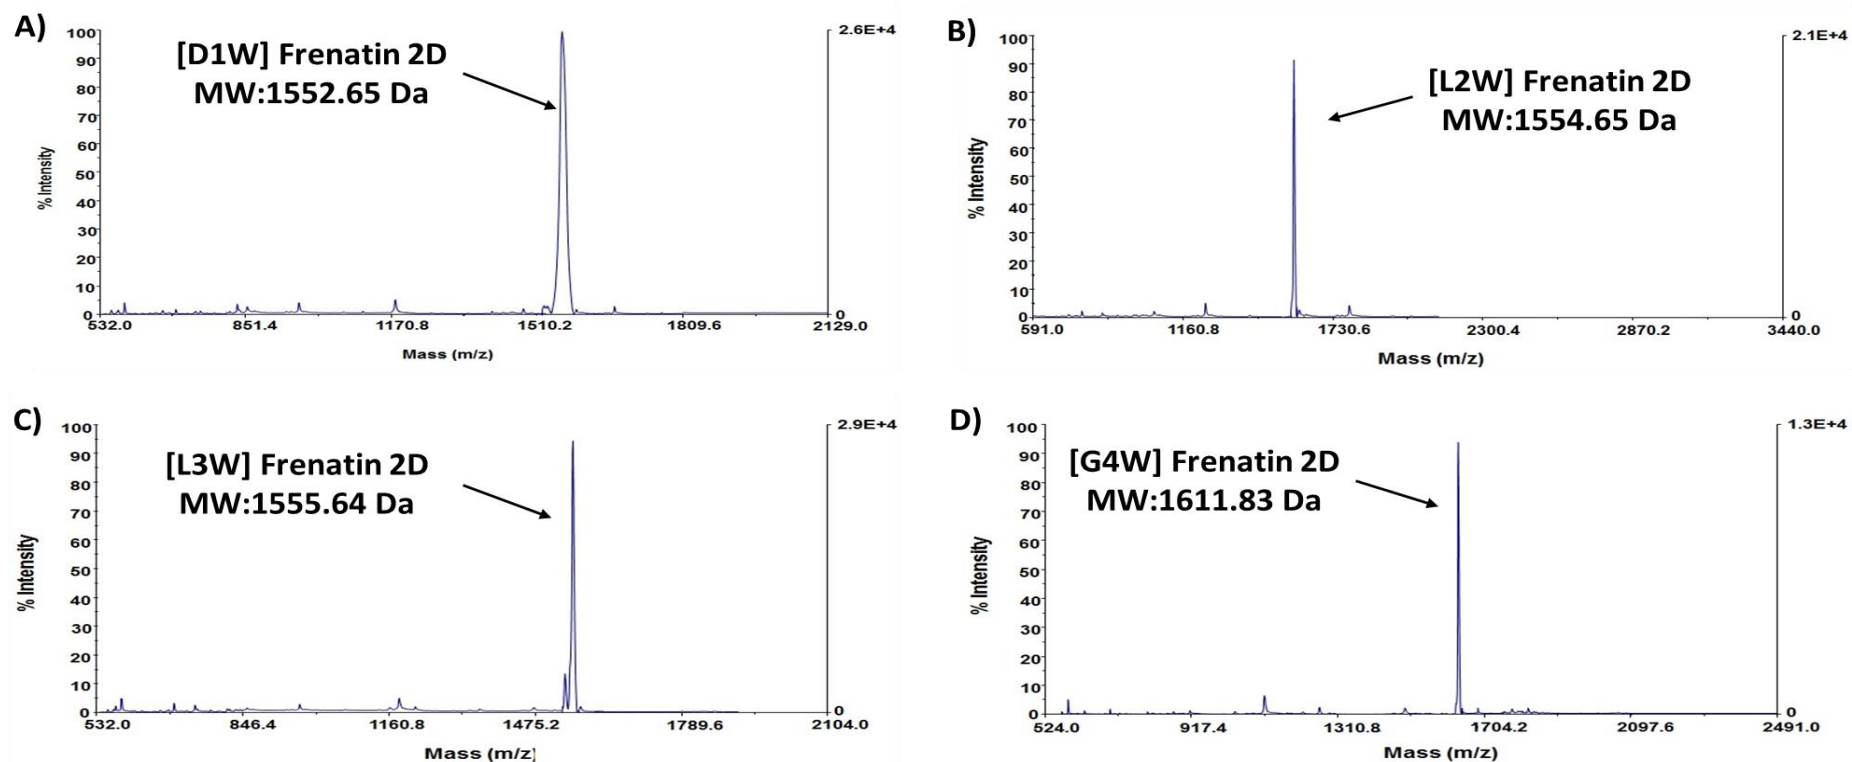 A)
[D1W] Frenatin 2D
MW:1552.65 Da
100
90
80
70
60
50
40
30
20
10
0
% Intensity
2.6E+4
0
532.0 851.4 1170.8 1510.2 1809.6 2129.0
Mass (m/z)
B)
[L2W] Frenatin 2D
MW:1554.65 Da
100
90
80
70
60
50
40
30
20
10
0
% Intensity
2.1E+4
0
591.0 1160.8 1730.6 2300.4 2870.2 3440.0
Mass (m/z)
C)
[L3W] Frenatin 2D
MW:1555.64 Da
100
90
80
70
60
50
40
30
20
10
0
% Intensity
2.9E+4
0
532.0 846.4 1160.8 1475.2 1789.6 2104.0
Mass (m/z)
D)
[G4W] Frenatin 2D
MW:1611.83 Da
100
90
80
70
60
50
40
30
20
10
0
% Intensity
1.3E+4
0
524.0 917.4 1310.8 1704.2 2097.6 2491.0
Mass (m/z)